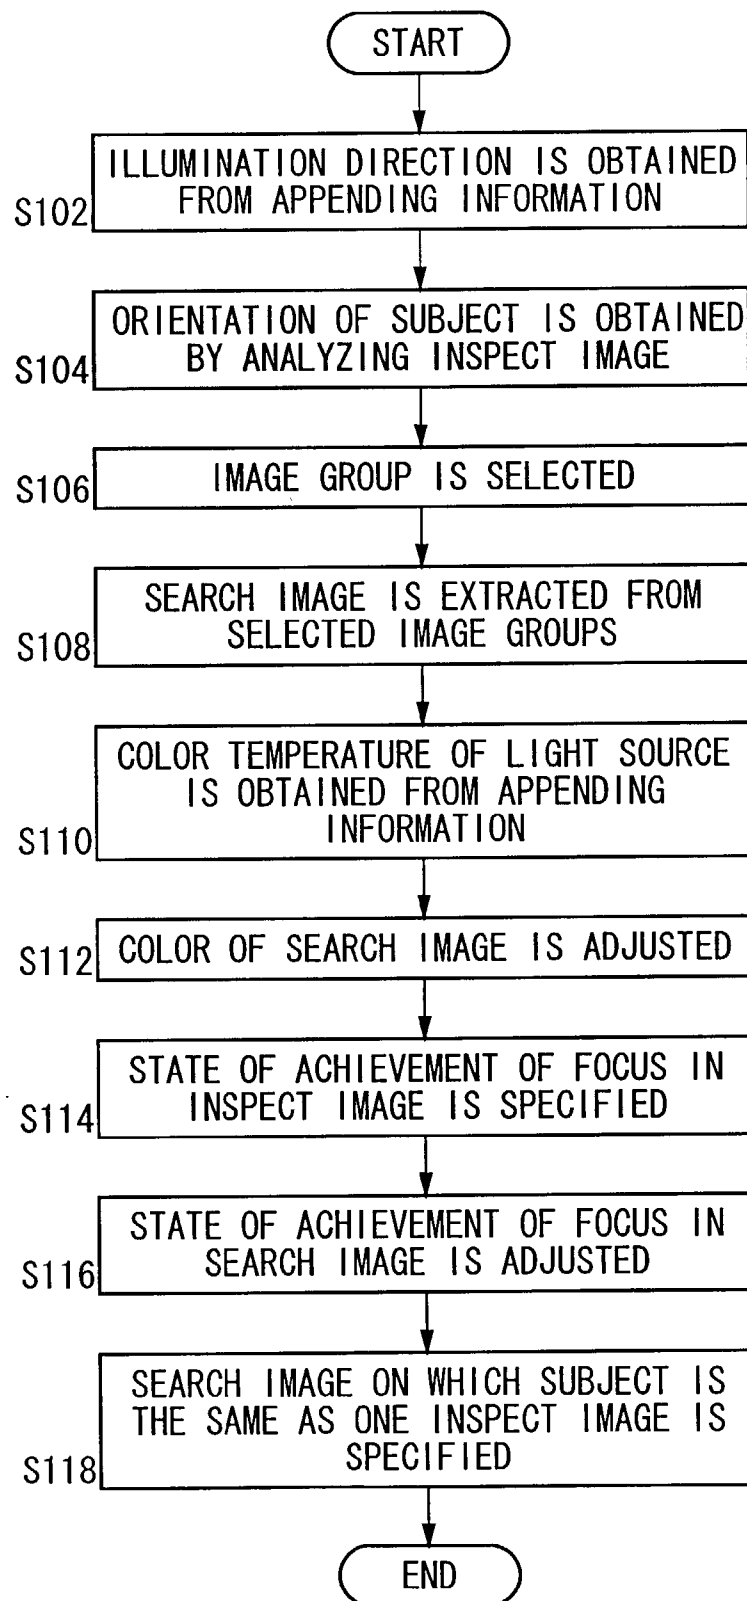 START
ILLUMINATION DIRECTION IS OBTAINED
FROM APPENDING INFORMATION
S102
ORIENTATION OF SUBJECT IS OBTAINED
BY ANALYZING INSPECT IMAGE
S104
IMAGE GROUP IS SELECTED
S106
SEARCH IMAGE IS EXTRACTED FROM
SELECTED IMAGE GROUPS
S108
COLOR TEMPERATURE OF LIGHT SOURCE
IS OBTAINED FROM APPENDING
INFORMATION
S110
COLOR OF SEARCH IMAGE IS ADJUSTED
S112
STATE OF ACHIEVEMENT OF FOCUS IN
INSPECT IMAGE IS SPECIFIED
S114
STATE OF ACHIEVEMENT OF FOCUS IN
SEARCH IMAGE IS ADJUSTED
S116
SEARCH IMAGE ON WHICH SUBJECT IS
THE SAME AS ONE INSPECT IMAGE IS
SPECIFIED
S118
END